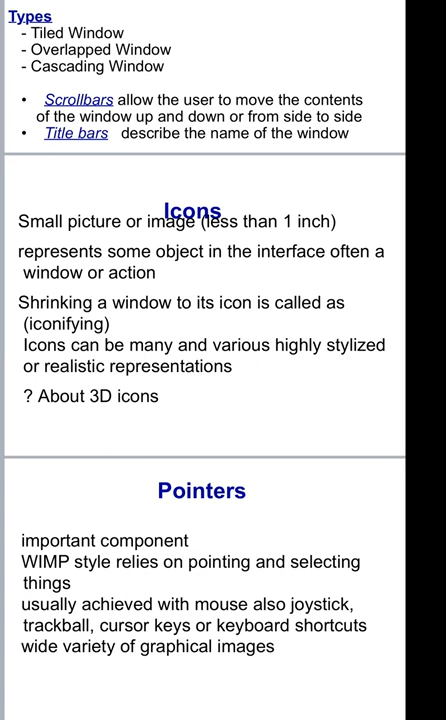 Types
- Tiled Window
- Overlapped Window
- Cascading Window
• Scrollbars allow the user to move the contents
of the window up and down or from side to side
• Title bars describe the name of the window
Icons
Small picture or image (less than 1 inch)
represents some object in the interface often a
window or action
Shrinking a window to its icon is called as
(iconifying)
Icons can be many and various highly stylized
or realistic representations
? About 3D icons
Pointers
important component
WIMP style relies on pointing and selecting
things
usually achieved with mouse also joystick,
trackball, cursor keys or keyboard shortcuts
wide variety of graphical images